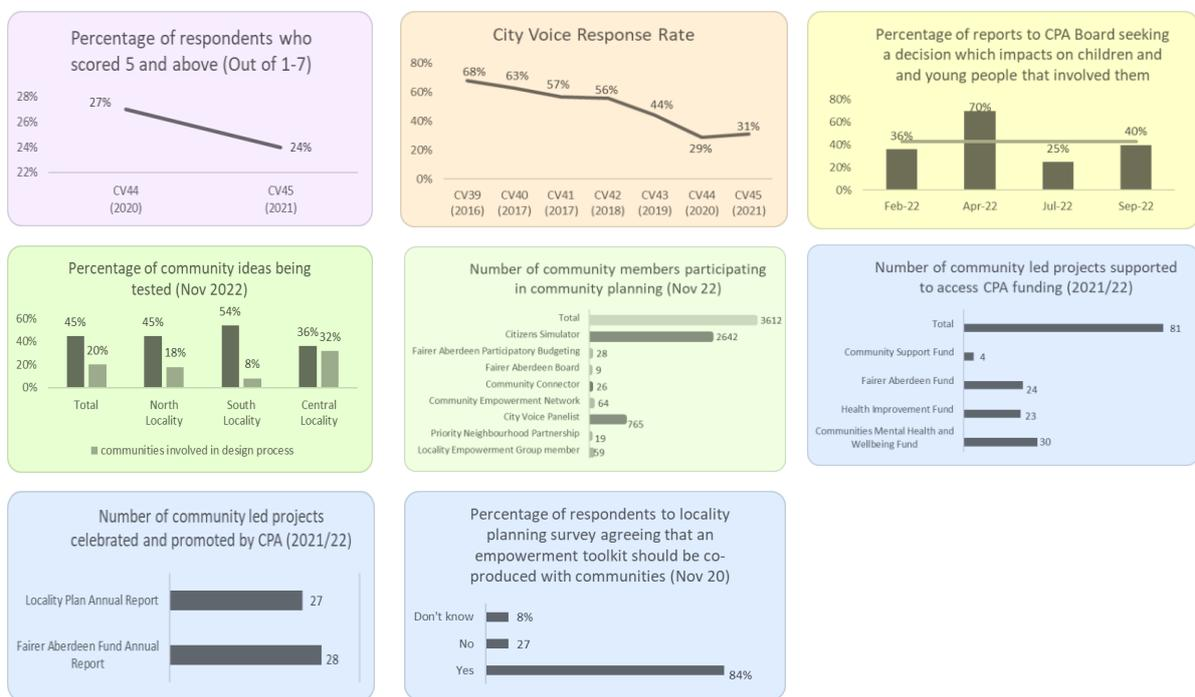 Percentage of respondents who
scored 5 and above (Out of 1-7)
28%
26%
24%
22%
27%
24%
CV44
(2020)
CV45
(2021)
City Voice Response Rate
80%
60%
40%
20%
0%
68%
63%
57%
56%
44%
29%
31%
CV39
(2016)
CV40
(2017)
CV41
(2017)
CV42
(2018)
CV43
(2019)
CV44
(2020)
CV45
(2021)
Percentage of reports to CPA Board seeking
a decision which impacts on children and
and young people that involved them
80%
60%
40%
20%
0%
36%
70%
25%
40%
Feb-22
Apr-22
Jul-22
Sep-22
Percentage of community ideas being
tested (Nov 2022)
60%
40%
20%
0%
45%
20%
45%
18%
54%
8%
36%
32%
Total
North
Locality
South
Locality
Central
Locality
communities involved in design process
Number of community members participating
in community planning (Nov 22)
Total 3612
Citizens Simulator 2642
Fairer Aberdeen Participatory Budgeting 28
Fairer Aberdeen Board 9
Community Connector 26
Community Empowerment Network 64
City Voice Panelist 765
Priority Neighbourhood Partnership 19
Locality Empowerment Group member 59
Number of community led projects supported
to access CPA funding (2021/22)
Total 81
Community Support Fund 4
Fairer Aberdeen Fund 24
Health Improvement Fund 23
Communities Mental Health and
Wellbeing Fund 30
Number of community led projects
celebrated and promoted by CPA (2021/22)
Locality Plan Annual Report 27
Fairer Aberdeen Fund Annual
Report 28
Percentage of respondents to locality
planning survey agreeing that an
empowerment toolkit should be co-
produced with communities (Nov 20)
Don't know 8%
No 27
Yes 84%